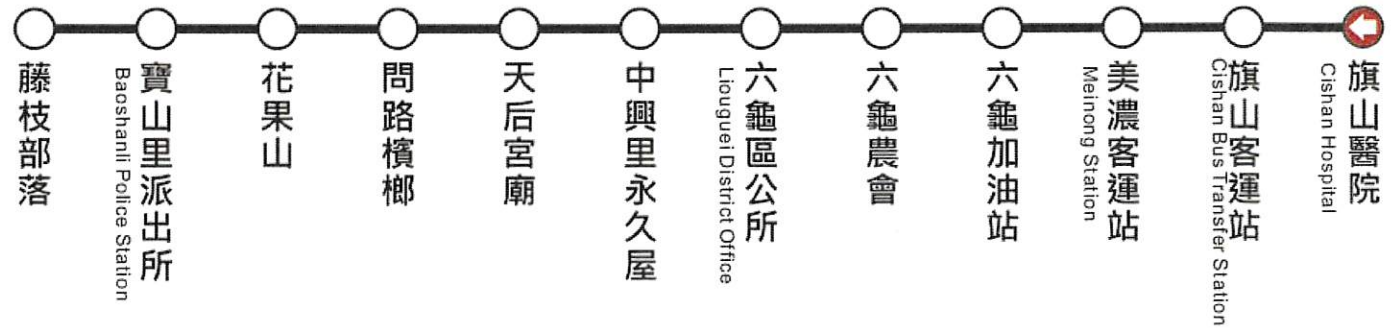 藤枝部落
寶山里派出所
Baoshanli Police Station
花果山
問路檳榔
天后宮廟
中興里永久屋
六龜區公所
Liouguei District Office
六龜農會
六龜加油站
美濃客運站
Meinong Station
旗山客運站
Cishan Bus Transfer Station
旗山醫院
Cishan Hospital